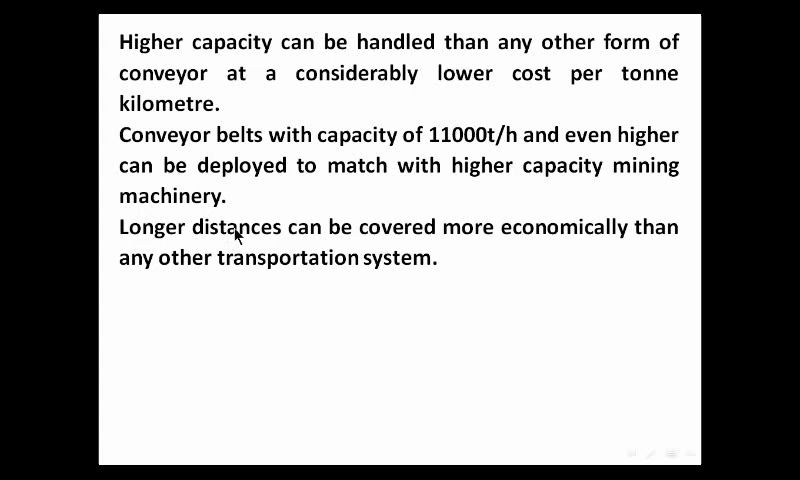 Higher capacity can be handled than any other form of
conveyor at a considerably lower cost per tonne
kilometre.
Conveyor belts with capacity of 11000t/h and even higher
can be deployed to match with higher capacity mining
machinery.
Longer distances can be covered more economically than
any other transportation system.